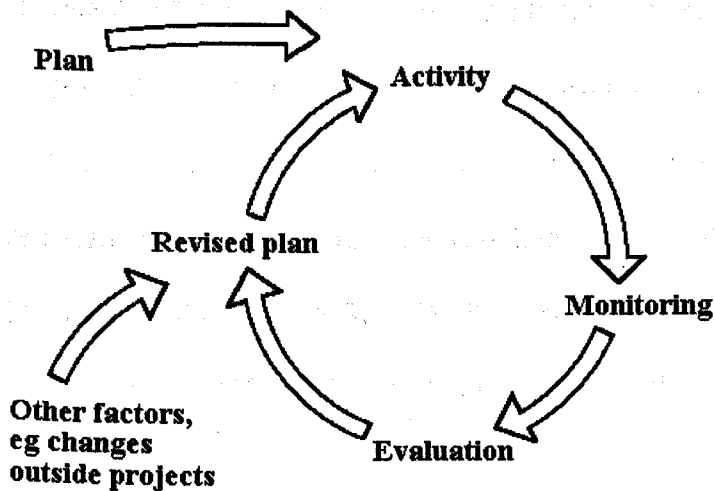 Plan
Activity
Revised plan
Monitoring
Other factors,
eg changes
outside projects
Evaluation